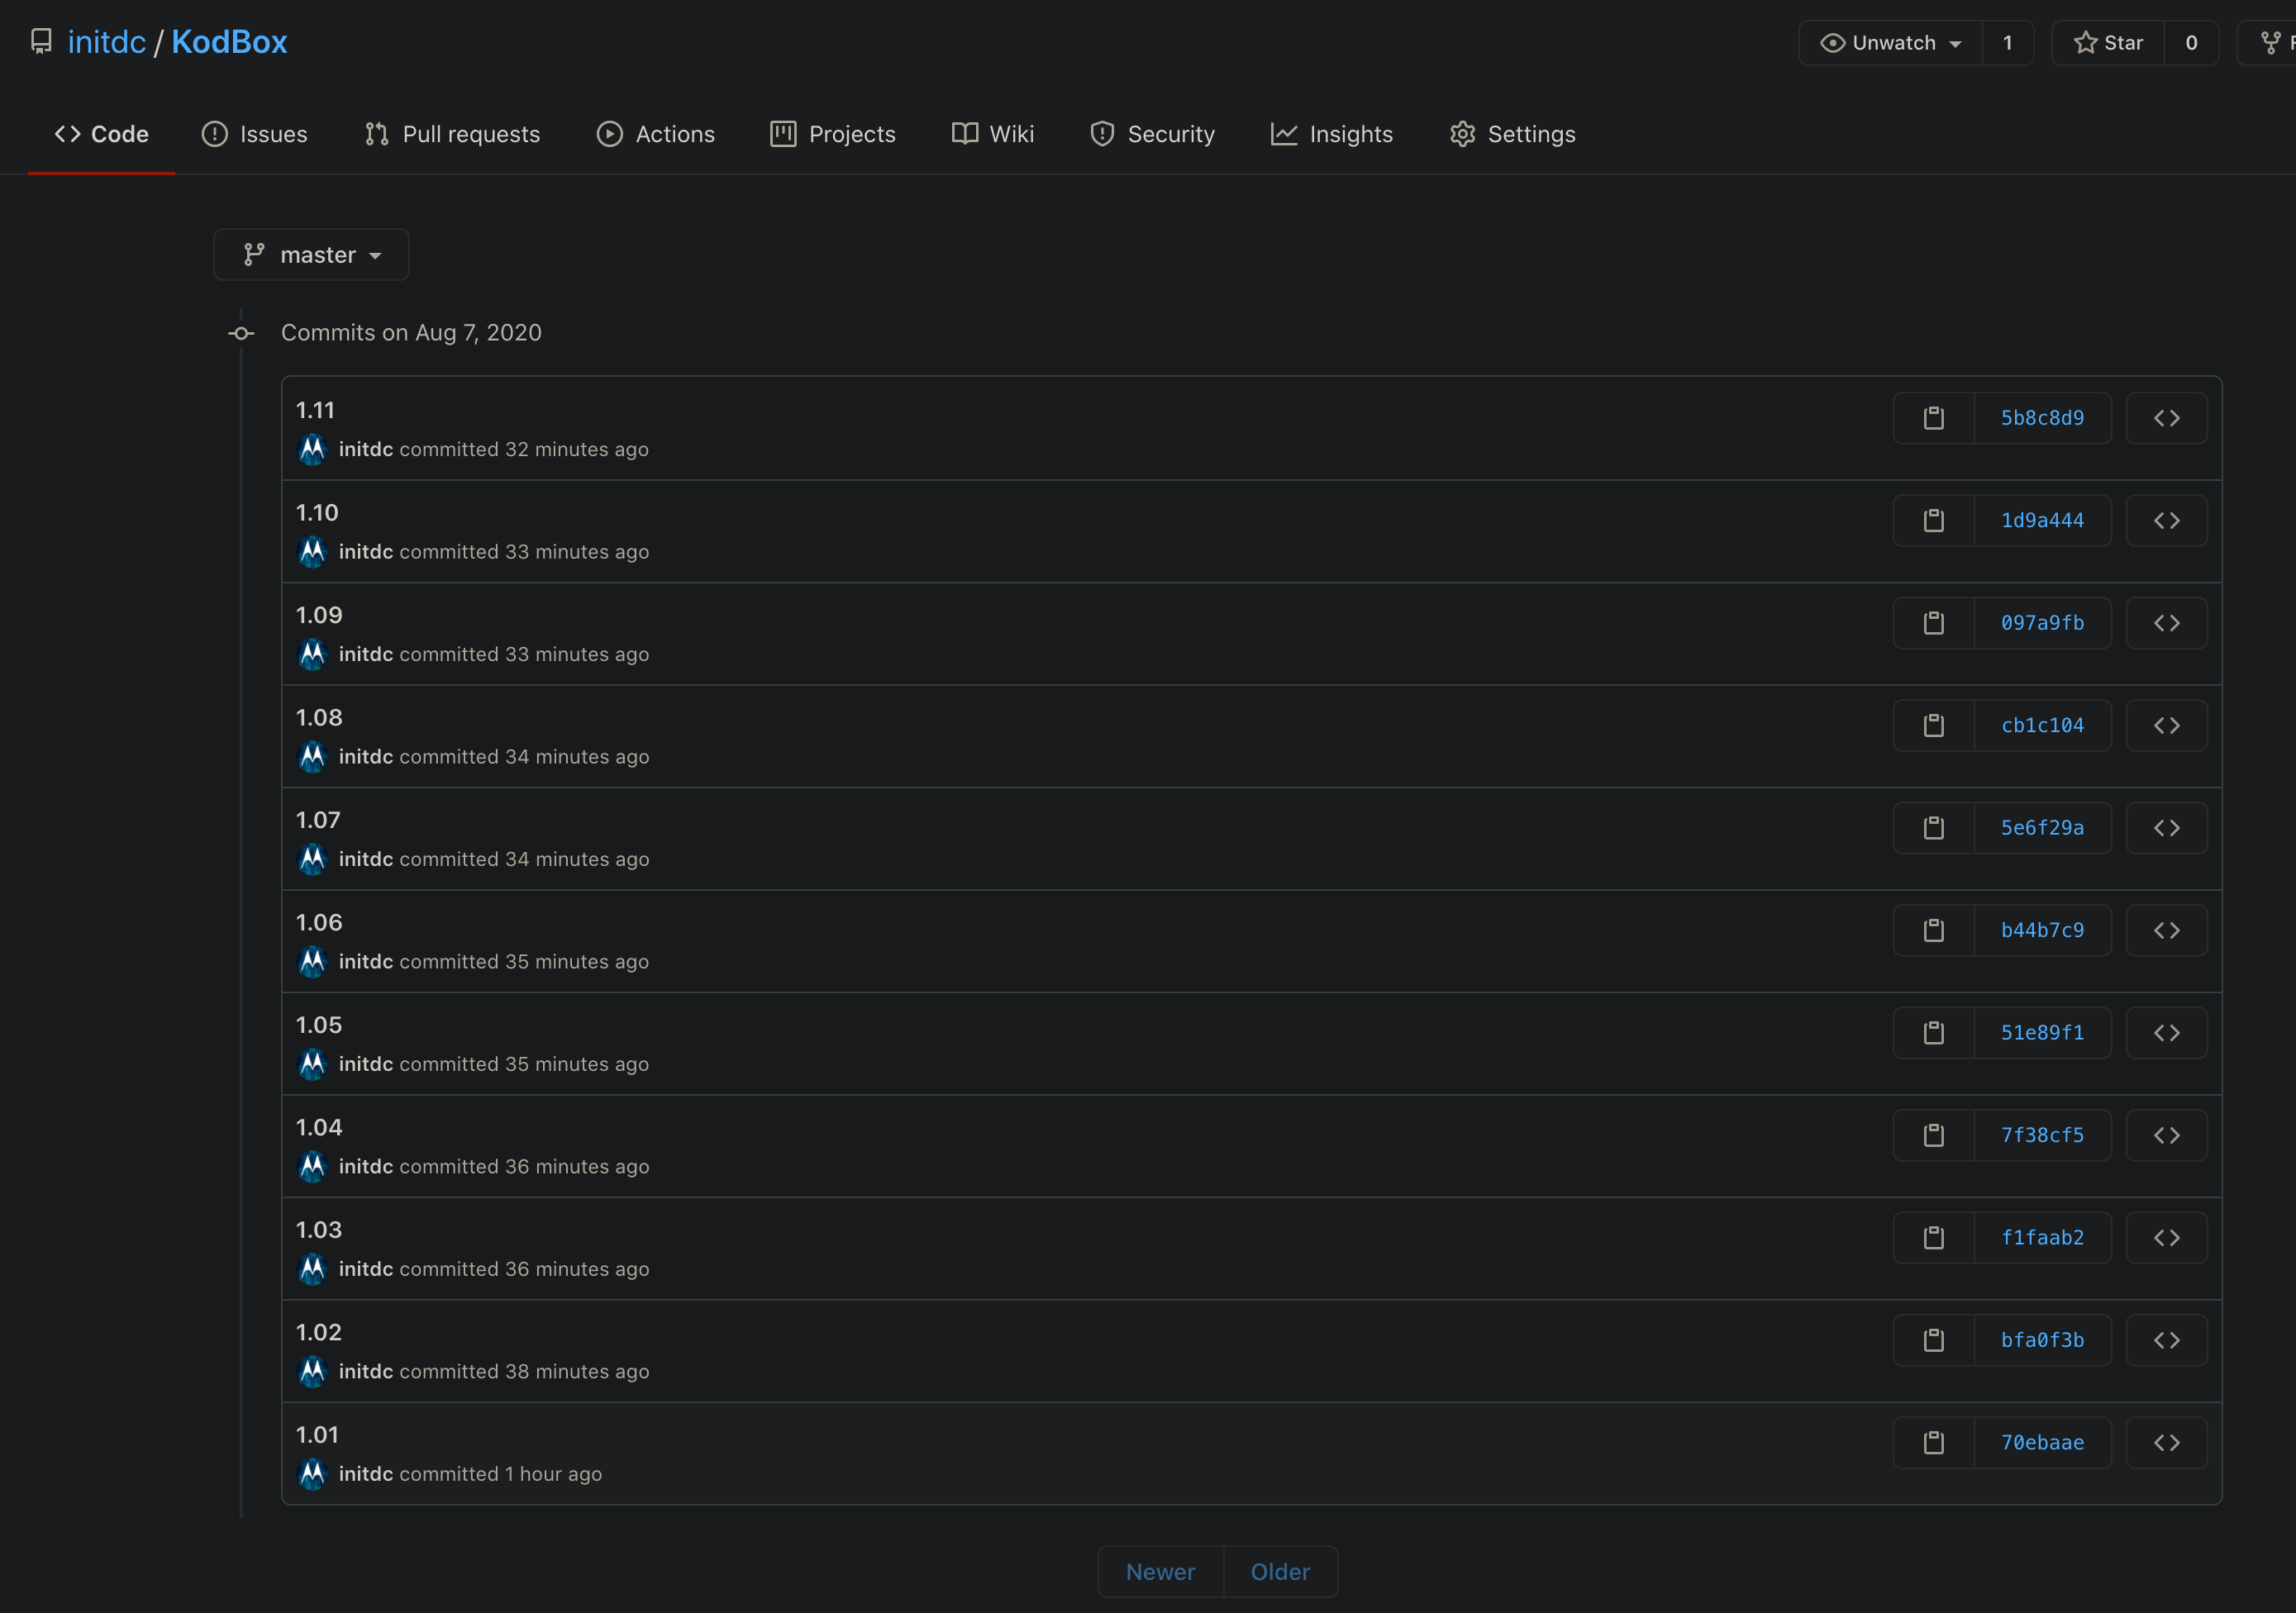 initdc / KodBox
Unwatch 1 Star 0
Code Issues Pull requests Actions Projects Wiki Security Insights Settings
master
Commits on Aug 7, 2020
1.11
initdc committed 32 minutes ago
5b8c8d9
1.10
initdc committed 33 minutes ago
1d9a444
1.09
initdc committed 33 minutes ago
097a9fb
1.08
initdc committed 34 minutes ago
cb1c104
1.07
initdc committed 34 minutes ago
5e6f29a
1.06
initdc committed 35 minutes ago
b44b7c9
1.05
initdc committed 35 minutes ago
51e89f1
1.04
initdc committed 36 minutes ago
7f38cf5
1.03
initdc committed 36 minutes ago
f1faab2
1.02
initdc committed 38 minutes ago
bfa0f3b
1.01
initdc committed 1 hour ago
70ebaae
Newer Older